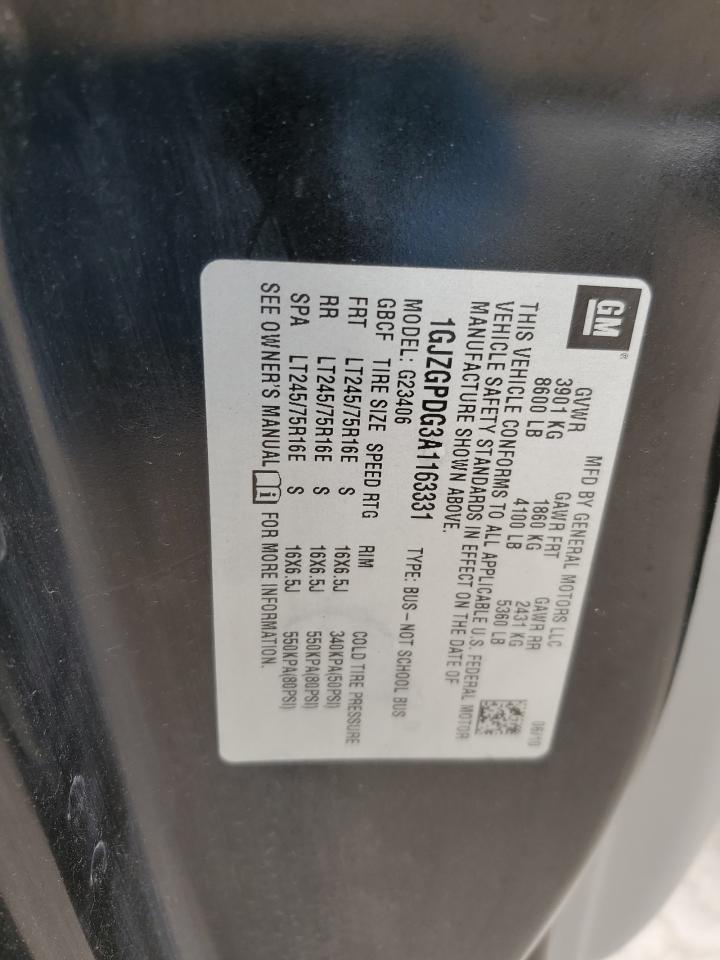 GM®
MFD BY GENERAL MOTORS LLC 06/10
GVWR GAWR FRT GAWR RR
3901 KG 1860 KG 2431 KG
8600 LB 4100 LB 5360 LB
THIS VEHICLE CONFORMS TO ALL APPLICABLE U.S. FEDERAL MOTOR
VEHICLE SAFETY STANDARDS IN EFFECT ON THE DATE OF
MANUFACTURE SHOWN ABOVE.
1GJZGPDG3A1163331
MODEL: G23406 TYPE: BUS-NOT SCHOOL BUS
GBCF TIRE SIZE SPEED RTG RIM COLD TIRE PRESSURE
FRT LT245/75R16E S 16X6.5J 340KPA(50PSI)
RR LT245/75R16E S 16X6.5J 550KPA(80PSI)
SPA LT245/75R16E S 16X6.5J 550KPA(80PSI)
SEE OWNER'S MANUAL i FOR MORE INFORMATION.